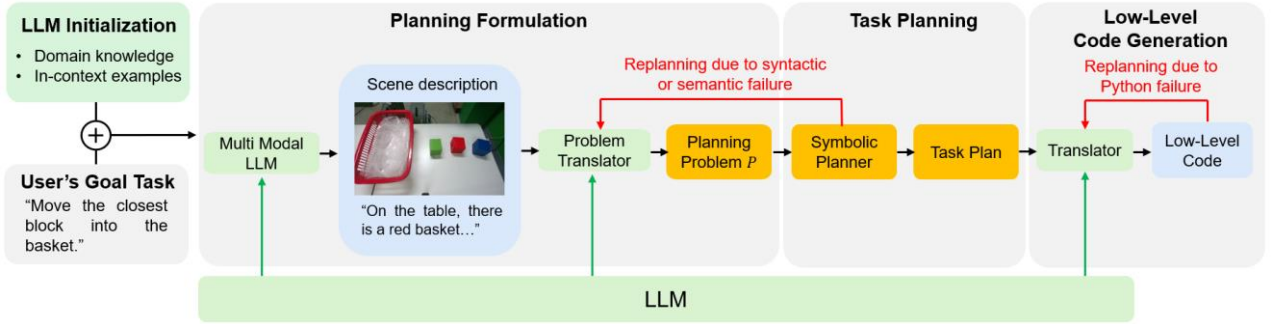 LLM Initialization
• Domain knowledge
• In-context examples
User's Goal Task
“Move the closest
block into the
basket.”
Planning Formulation
Multi Modal
LLM
Scene description
“On the table, there
is a red basket…”
Replanning due to syntactic
or semantic failure
Problem
Translator
Planning
Problem P
Task Planning
Symbolic
Planner
Task Plan
Low-Level
Code Generation
Replanning due to
Python failure
Translator
Low-Level
Code
LLM